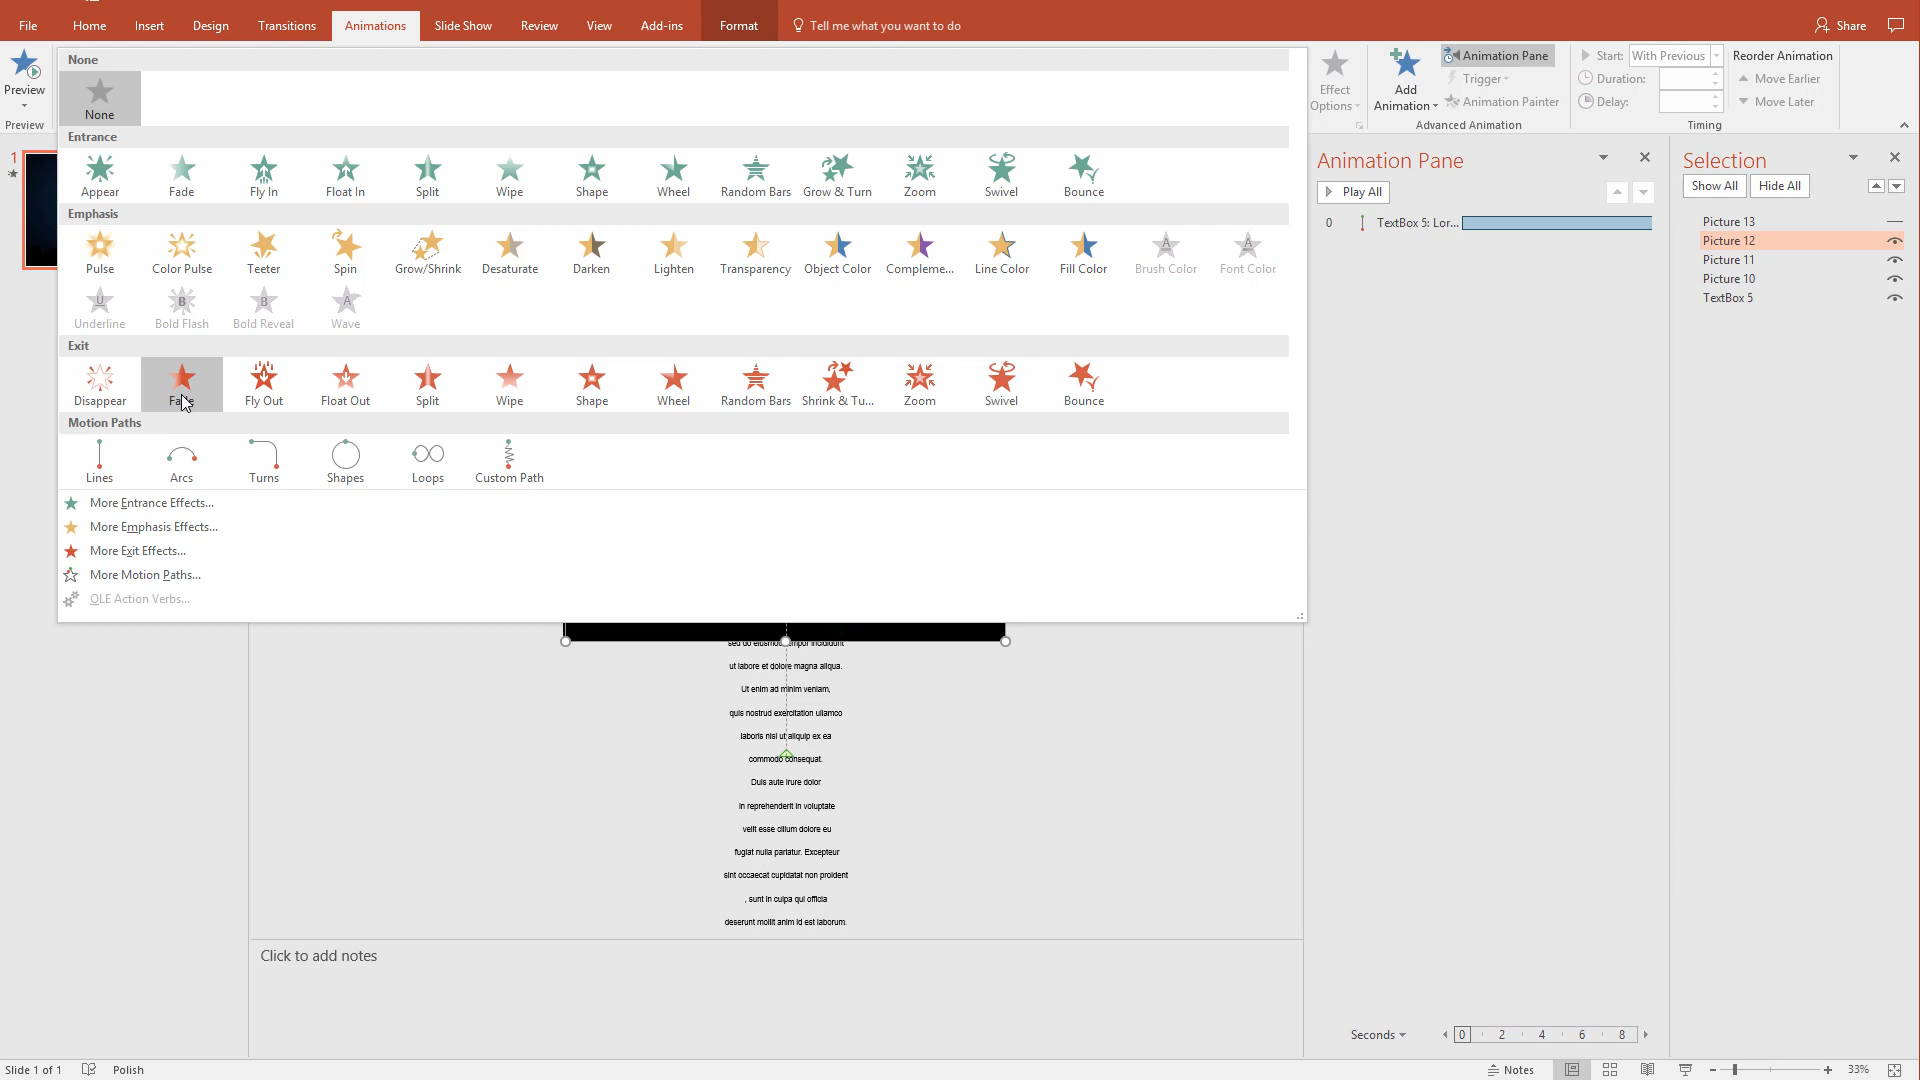 File Home Insert Design Transitions Animations Slide Show Review View Add-ins Format Tell me what you want to do Share
Preview
Preview
None
None
Entrance
Appear Fade Fly In Float In Split Wipe Shape Wheel Random Bars Grow & Turn Zoom Swivel Bounce
Emphasis
Pulse Color Pulse Teeter Spin Grow/Shrink Desaturate Darken Lighten Transparency Object Color Compleme... Line Color Fill Color Brush Color Font Color
Underline Bold Flash Bold Reveal Wave
Exit
Disappear Fade Fly Out Float Out Split Wipe Shape Wheel Random Bars Shrink & Tu... Zoom Swivel Bounce
Motion Paths
Lines Arcs Turns Shapes Loops Custom Path
More Entrance Effects...
More Emphasis Effects...
More Exit Effects...
More Motion Paths...
OLE Action Verbs...
Effect
Options
Add
Animation
Animation Pane
Trigger
Animation Painter
Advanced Animation
Start: With Previous
Duration:
Delay:
Timing
Reorder Animation
Move Earlier
Move Later
1
Animation Pane
Play All
0 TextBox 5: Lor...
Seconds 0 2 4 6 8
Selection
Show All Hide All
Picture 13
Picture 12
Picture 11
Picture 10
TextBox 5
sed do eiusmod tempor incididunt
ut labore et dolore magna aliqua.
Ut enim ad minim veniam,
quis nostrud exercitation ullamco
laboris nisi ut aliquip ex ea
commodo consequat.
Duis aute irure dolor
in reprehenderit in voluptate
velit esse cillum dolore eu
fugiat nulla pariatur. Excepteur
sint occaecat cupidatat non proident
, sunt in culpa qui officia
deserunt mollit anim id est laborum.
Click to add notes
Slide 1 of 1 Polish Notes 33%